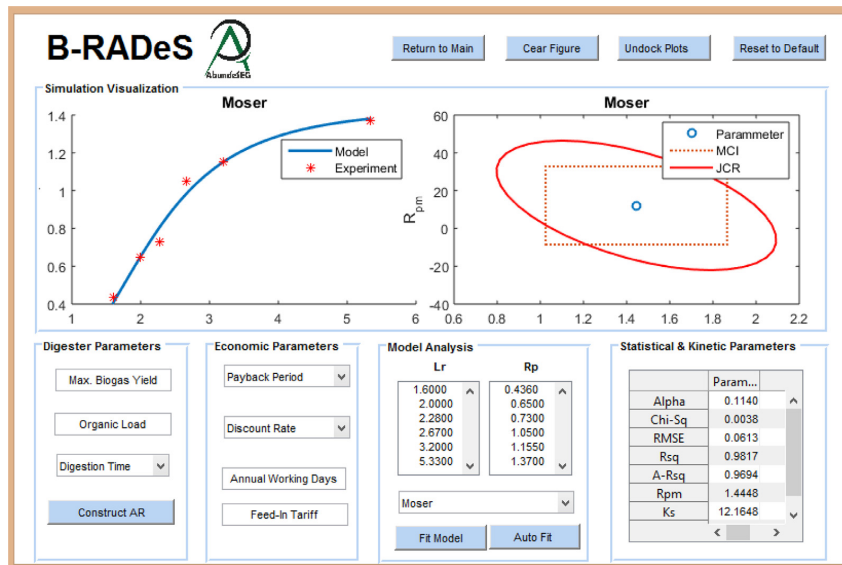 B-RADeS
AbundeSEG
Return to Main
Cear Figure
Undock Plots
Reset to Default
Simulation Visualization
Moser
1.4
1.2
1
0.8
0.6
0.4
1 2 3 4 5 6
Model
Experiment
Moser
60
40
20
0
-20
-40
0.6 0.8 1 1.2 1.4 1.6 1.8 2 2.2
Rpm
Parammeter
MCI
JCR
Digester Parameters
Max. Biogas Yield
Organic Load
Digestion Time
Construct AR
Economic Parameters
Payback Period
Discount Rate
Annual Working Days
Feed-In Tariff
Model Analysis
Lr Rp
1.6000 0.4360
2.0000 0.6500
2.2800 0.7300
2.6700 1.0500
3.2000 1.1550
5.3300 1.3700
Moser
Fit Model
Auto Fit
Statistical & Kinetic Parameters
Param...
Alpha 0.1140
Chi-Sq 0.0038
RMSE 0.0613
Rsq 0.9817
A-Rsq 0.9694
Rpm 1.4448
Ks 12.1648